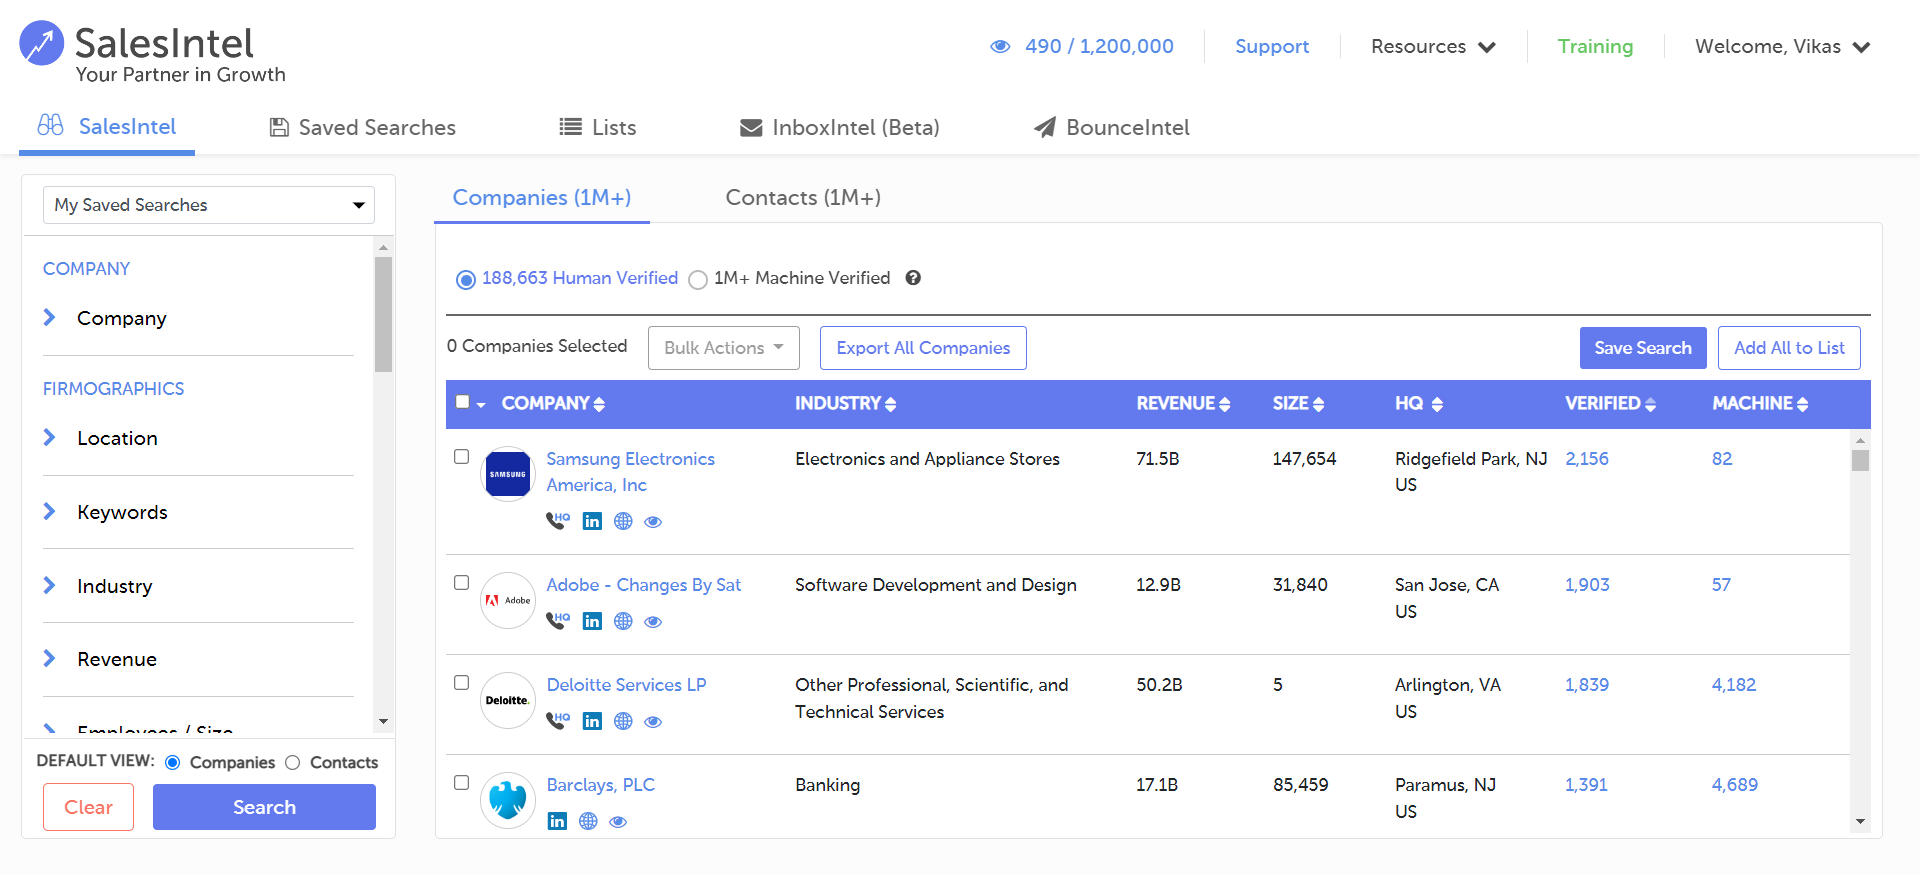 SalesIntel
Your Partner in Growth
490 / 1,200,000
Support
Resources
Training
Welcome, Vikas
SalesIntel
Saved Searches
Lists
InboxIntel (Beta)
BounceIntel
My Saved Searches
COMPANY
Company
FIRMOGRAPHICS
Location
Keywords
Industry
Revenue
Employees / Size
DEFAULT VIEW: Companies Contacts
Clear
Search
Companies (1M+)
Contacts (1M+)
188,663 Human Verified 1M+ Machine Verified ?
0 Companies Selected Bulk Actions Export All Companies Save Search Add All to List
COMPANY INDUSTRY REVENUE SIZE HQ VERIFIED MACHINE
SAMSUNG
Samsung Electronics Electronics and Appliance Stores 71.5B 147,654 Ridgefield Park, NJ 2,156 82
America, Inc US
HQ in
Adobe
Adobe - Changes By Sat Software Development and Design 12.9B 31,840 San Jose, CA 1,903 57
US
HQ in
Deloitte.
Deloitte Services LP Other Professional, Scientific, and 50.2B 5 Arlington, VA 1,839 4,182
Technical Services US
HQ in
Barclays, PLC Banking 17.1B 85,459 Paramus, NJ 1,391 4,689
US
in